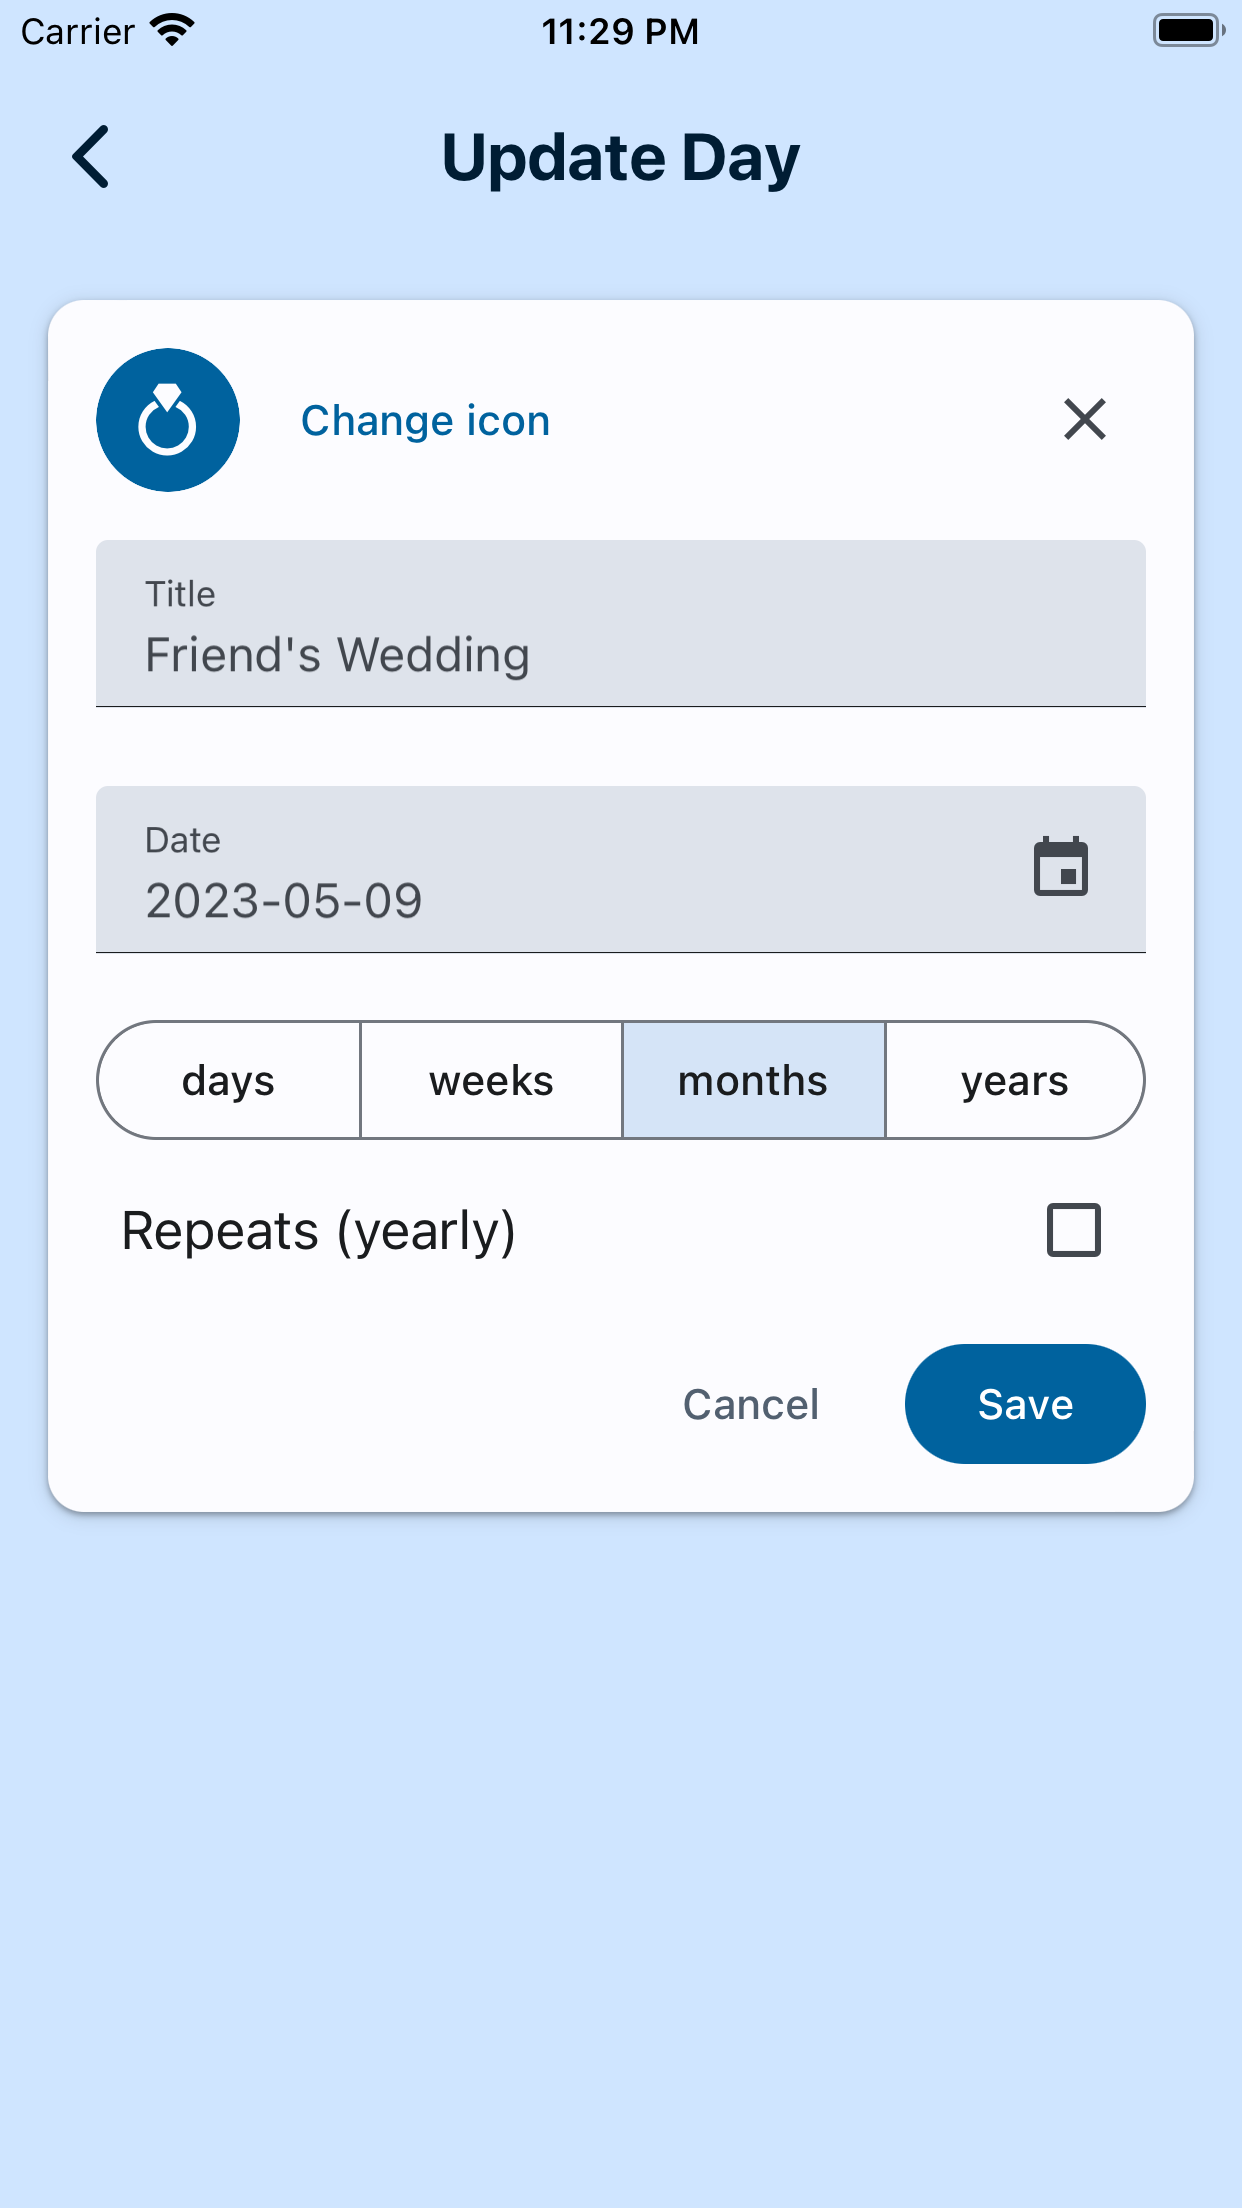 Carrier 11:29 PM
Update Day
Change icon
Title
Friend's Wedding
Date
2023-05-09
days weeks months years
Repeats (yearly)
Cancel Save